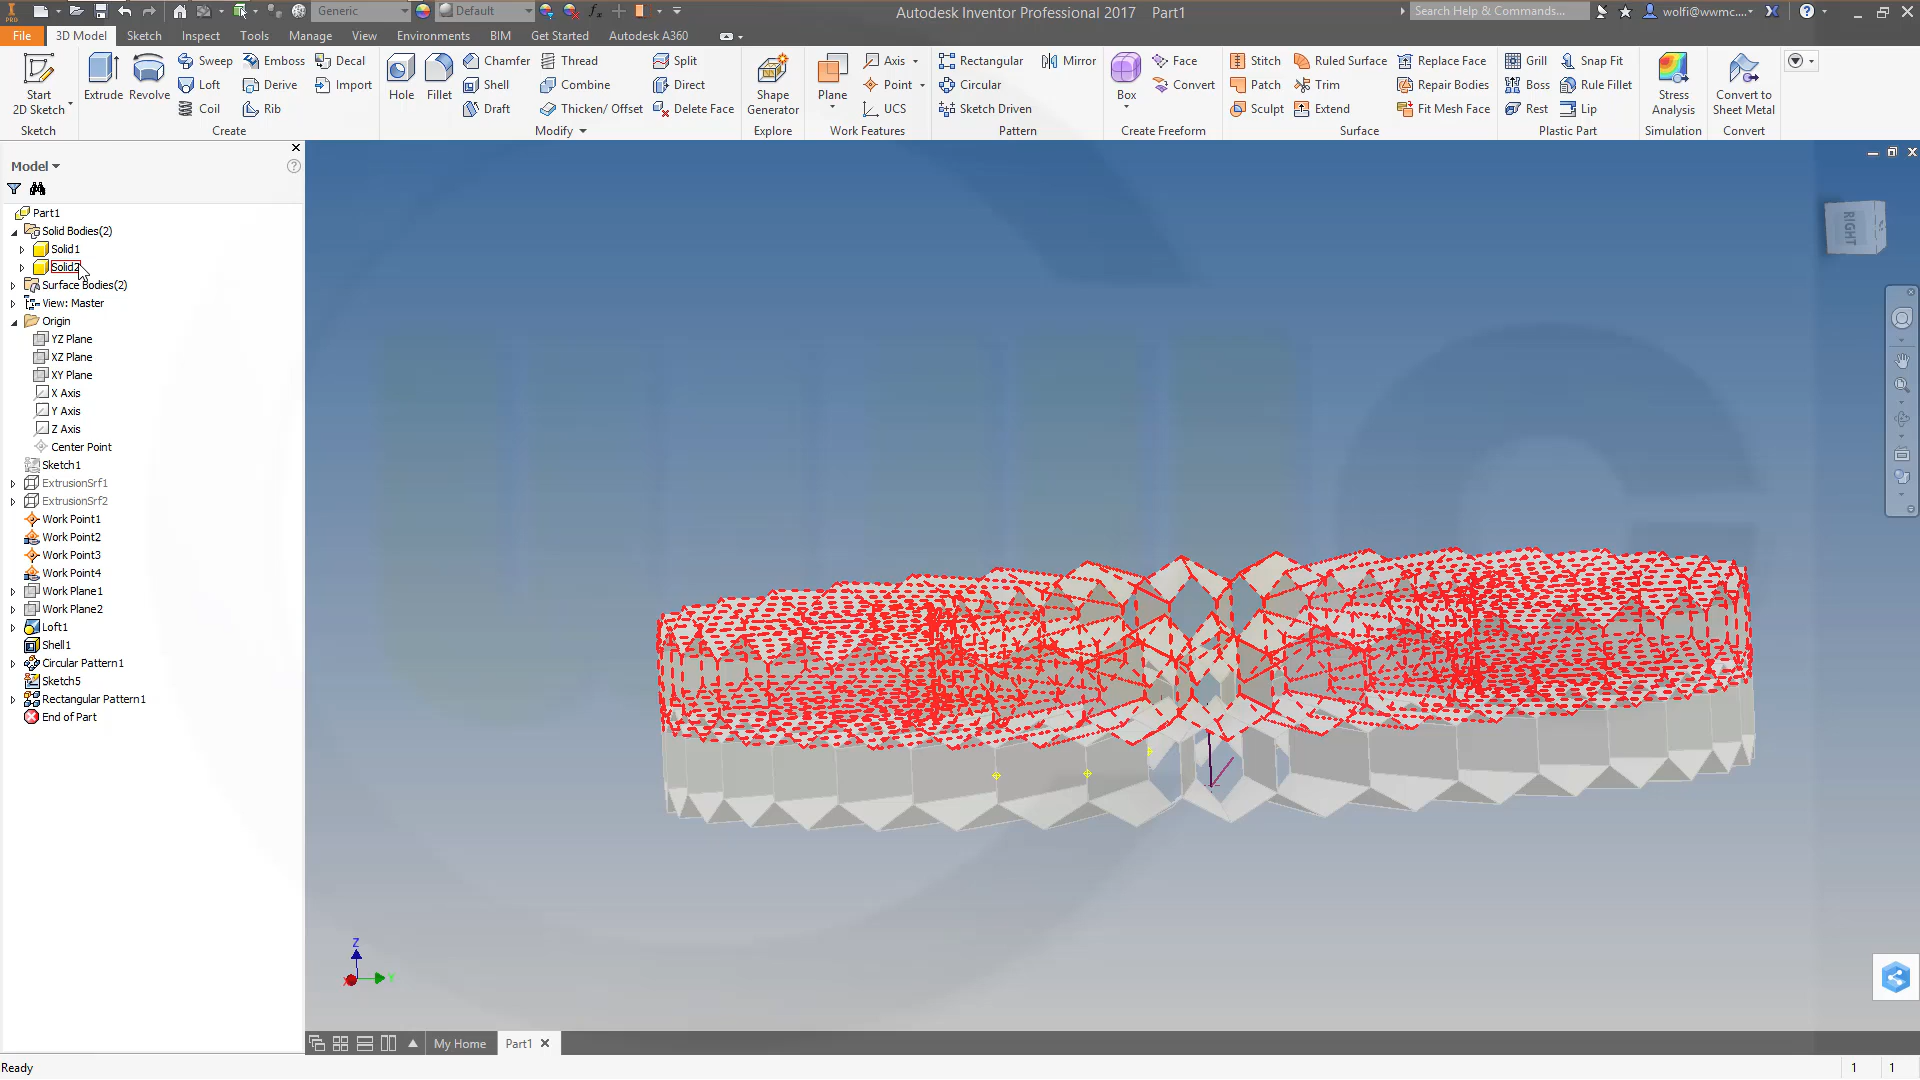 PRO
Generic
Default
Autodesk Inventor Professional 2017 Part1
Search Help & Commands...
wolfi@wwmc....
File
3D Model
Sketch
Inspect
Tools
Manage
View
Environments
BIM
Get Started
Autodesk A360
Start
2D Sketch
Sketch
Extrude
Revolve
Sweep
Emboss
Decal
Loft
Derive
Import
Coil
Rib
Create
Hole
Fillet
Chamfer
Thread
Split
Shell
Combine
Direct
Draft
Thicken/ Offset
Delete Face
Modify
Shape
Generator
Explore
Plane
Axis
Point
UCS
Work Features
Rectangular
Mirror
Circular
Sketch Driven
Pattern
Box
Face
Convert
Create Freeform
Stitch
Ruled Surface
Replace Face
Patch
Trim
Repair Bodies
Sculpt
Extend
Fit Mesh Face
Surface
Grill
Snap Fit
Boss
Rule Fillet
Rest
Lip
Plastic Part
Stress
Analysis
Simulation
Convert to
Sheet Metal
Convert
Model
Part1
Solid Bodies(2)
Solid1
Solid2
Surface Bodies(2)
View: Master
Origin
YZ Plane
XZ Plane
XY Plane
X Axis
Y Axis
Z Axis
Center Point
Sketch1
ExtrusionSrf1
ExtrusionSrf2
Work Point1
Work Point2
Work Point3
Work Point4
Work Plane1
Work Plane2
Loft1
Shell1
Circular Pattern1
Sketch5
Rectangular Pattern1
End of Part
RIGHT
Z
X
Y
My Home
Part1
Ready
1
1